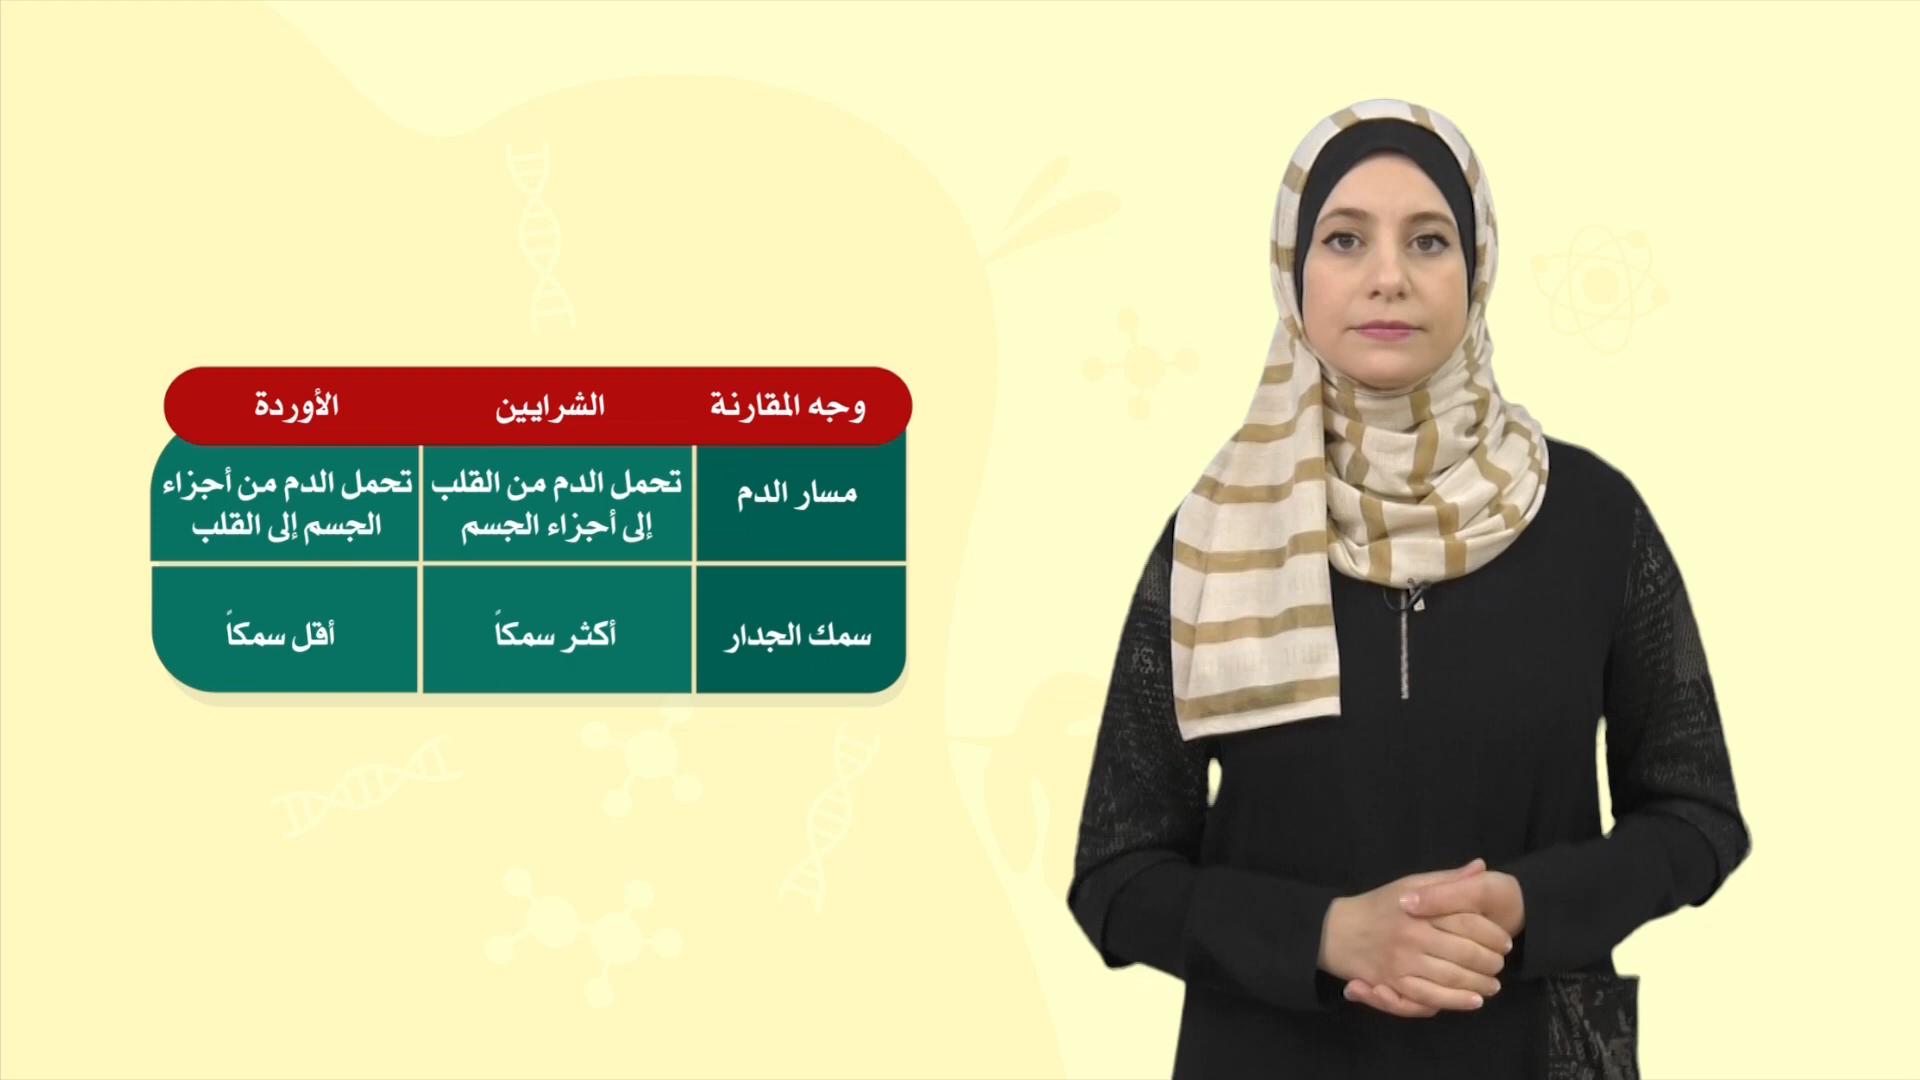 وجه المقارنة الشرايين الأوردة
مسار الدم
تحمل الدم من القلب
إلى أجزاء الجسم
تحمل الدم من أجزاء
الجسم إلى القلب
سمك الجدار أكثر سمكاً أقل سمكاً